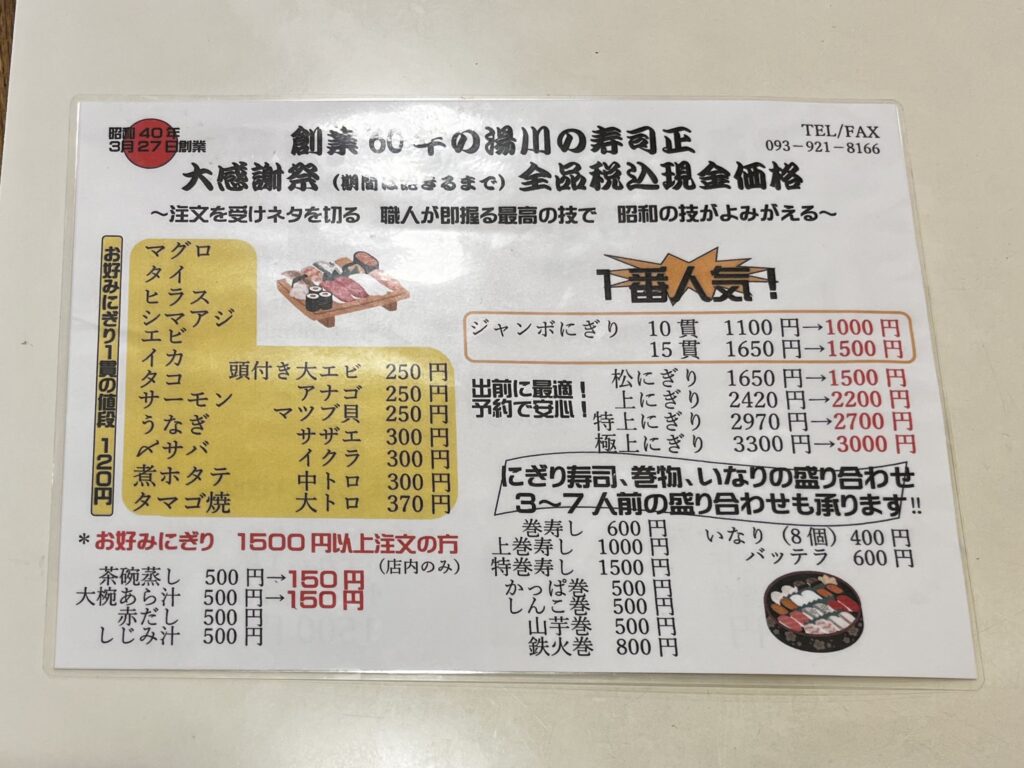 昭和40年
3月27日創業
創業60年の湯川の寿司正
TEL/FAX
093-921-8166
大感謝祭(期間は飽きるまで)全品税込現金価格
～注文を受けネタを切る 職人が即握る最高の技で 昭和の技がよみがえる～
お好みにぎり1貫の値段 120円
マグロ
タイ
ヒラス
シマアジ
エビ
イカ
タコ
サーモン
うなぎ
〆サバ
煮ホタテ
タマゴ焼
頭付き大エビ 250円
アナゴ 250円
マツブ貝 250円
サザエ 300円
イクラ 300円
中トロ 300円
大トロ 370円
*お好みにぎり 1500円以上注文の方
(店内のみ)
茶碗蒸し 500円→150円
大椀あら汁 500円→150円
赤だし 500円
しじみ汁 500円
1番人気!
ジャンボにぎり 10貫 1100円→1000円
15貫 1650円→1500円
出前に最適!
予約で安心!
松にぎり 1650円→1500円
上にぎり 2420円→2200円
特上にぎり 2970円→2700円
極上にぎり 3300円→3000円
にぎり寿司、巻物、いなりの盛り合わせ
3～7人前の盛り合わせも承ります!!
巻寿し 600円
上巻寿し 1000円
特巻寿し 1500円
かっぱ巻 500円
しんこ巻 500円
山芋巻 500円
鉄火巻 800円
いなり(8個)400円
バッテラ 600円